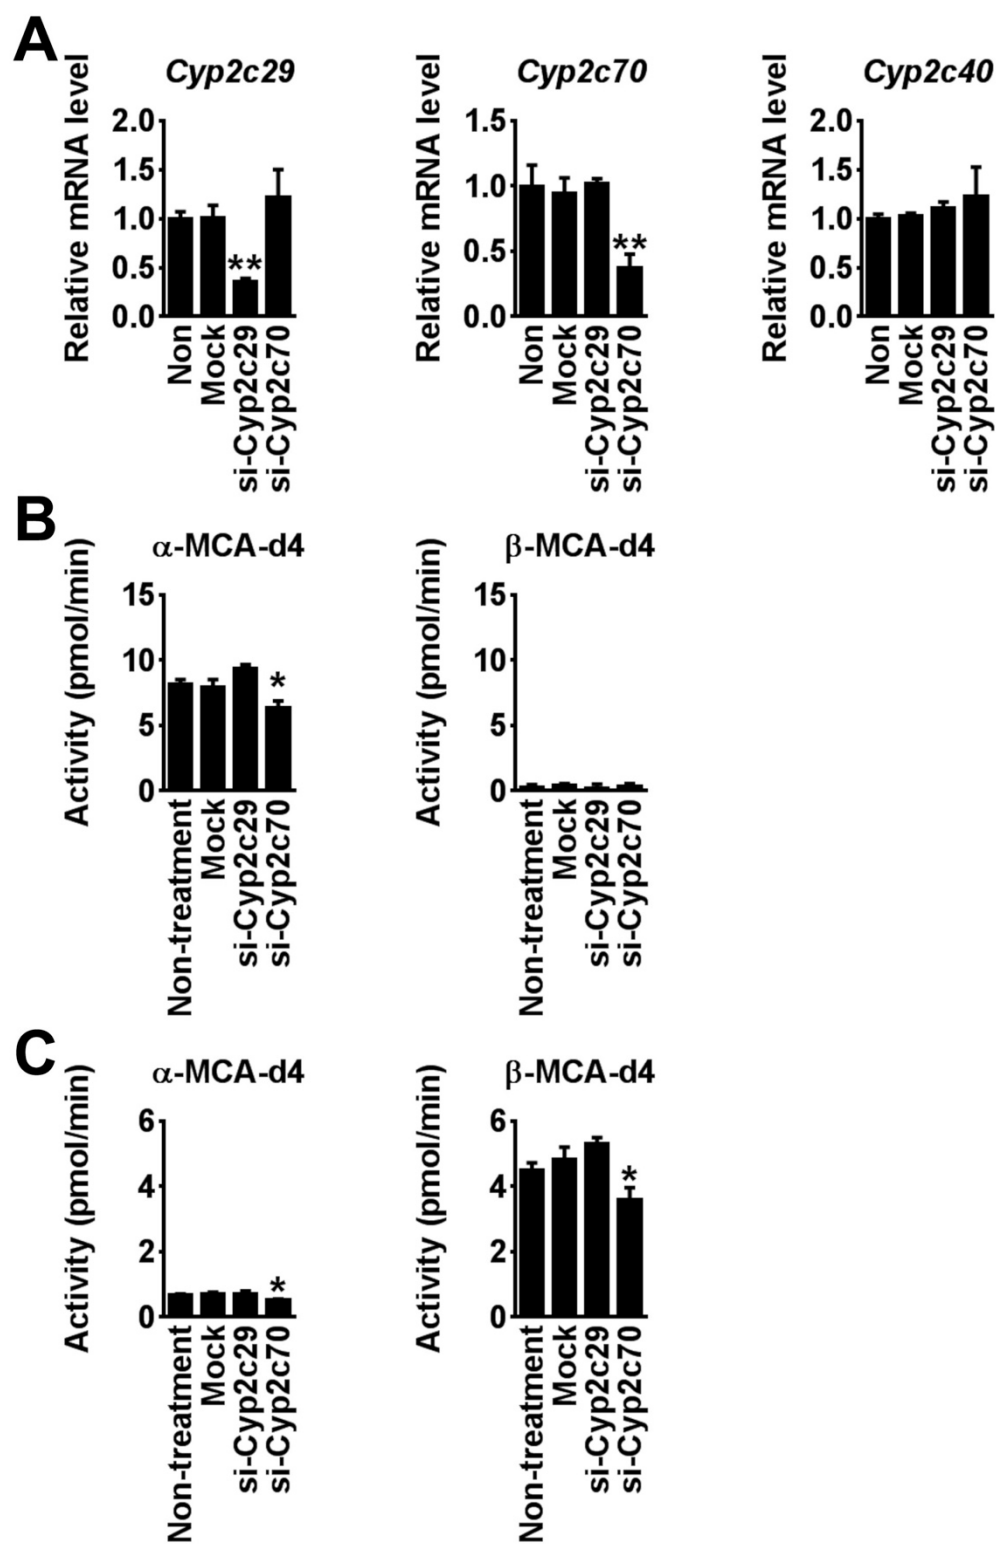 A
Cyp2c29
Relative mRNA level
2.0
1.5
1.0
0.5
0.0
**
Non
Mock
si-Cyp2c29
si-Cyp2c70
Cyp2c70
Relative mRNA level
1.5
1.0
0.5
0.0
**
Non
Mock
si-Cyp2c29
si-Cyp2c70
Cyp2c40
Relative mRNA level
2.0
1.5
1.0
0.5
0.0
Non
Mock
si-Cyp2c29
si-Cyp2c70
B
α-MCA-d4
Activity (pmol/min)
15
10
5
0
*
Non-treatment
Mock
si-Cyp2c29
si-Cyp2c70
β-MCA-d4
Activity (pmol/min)
15
10
5
0
Non-treatment
Mock
si-Cyp2c29
si-Cyp2c70
C
α-MCA-d4
Activity (pmol/min)
6
4
2
0
*
Non-treatment
Mock
si-Cyp2c29
si-Cyp2c70
β-MCA-d4
Activity (pmol/min)
6
4
2
0
*
Non-treatment
Mock
si-Cyp2c29
si-Cyp2c70